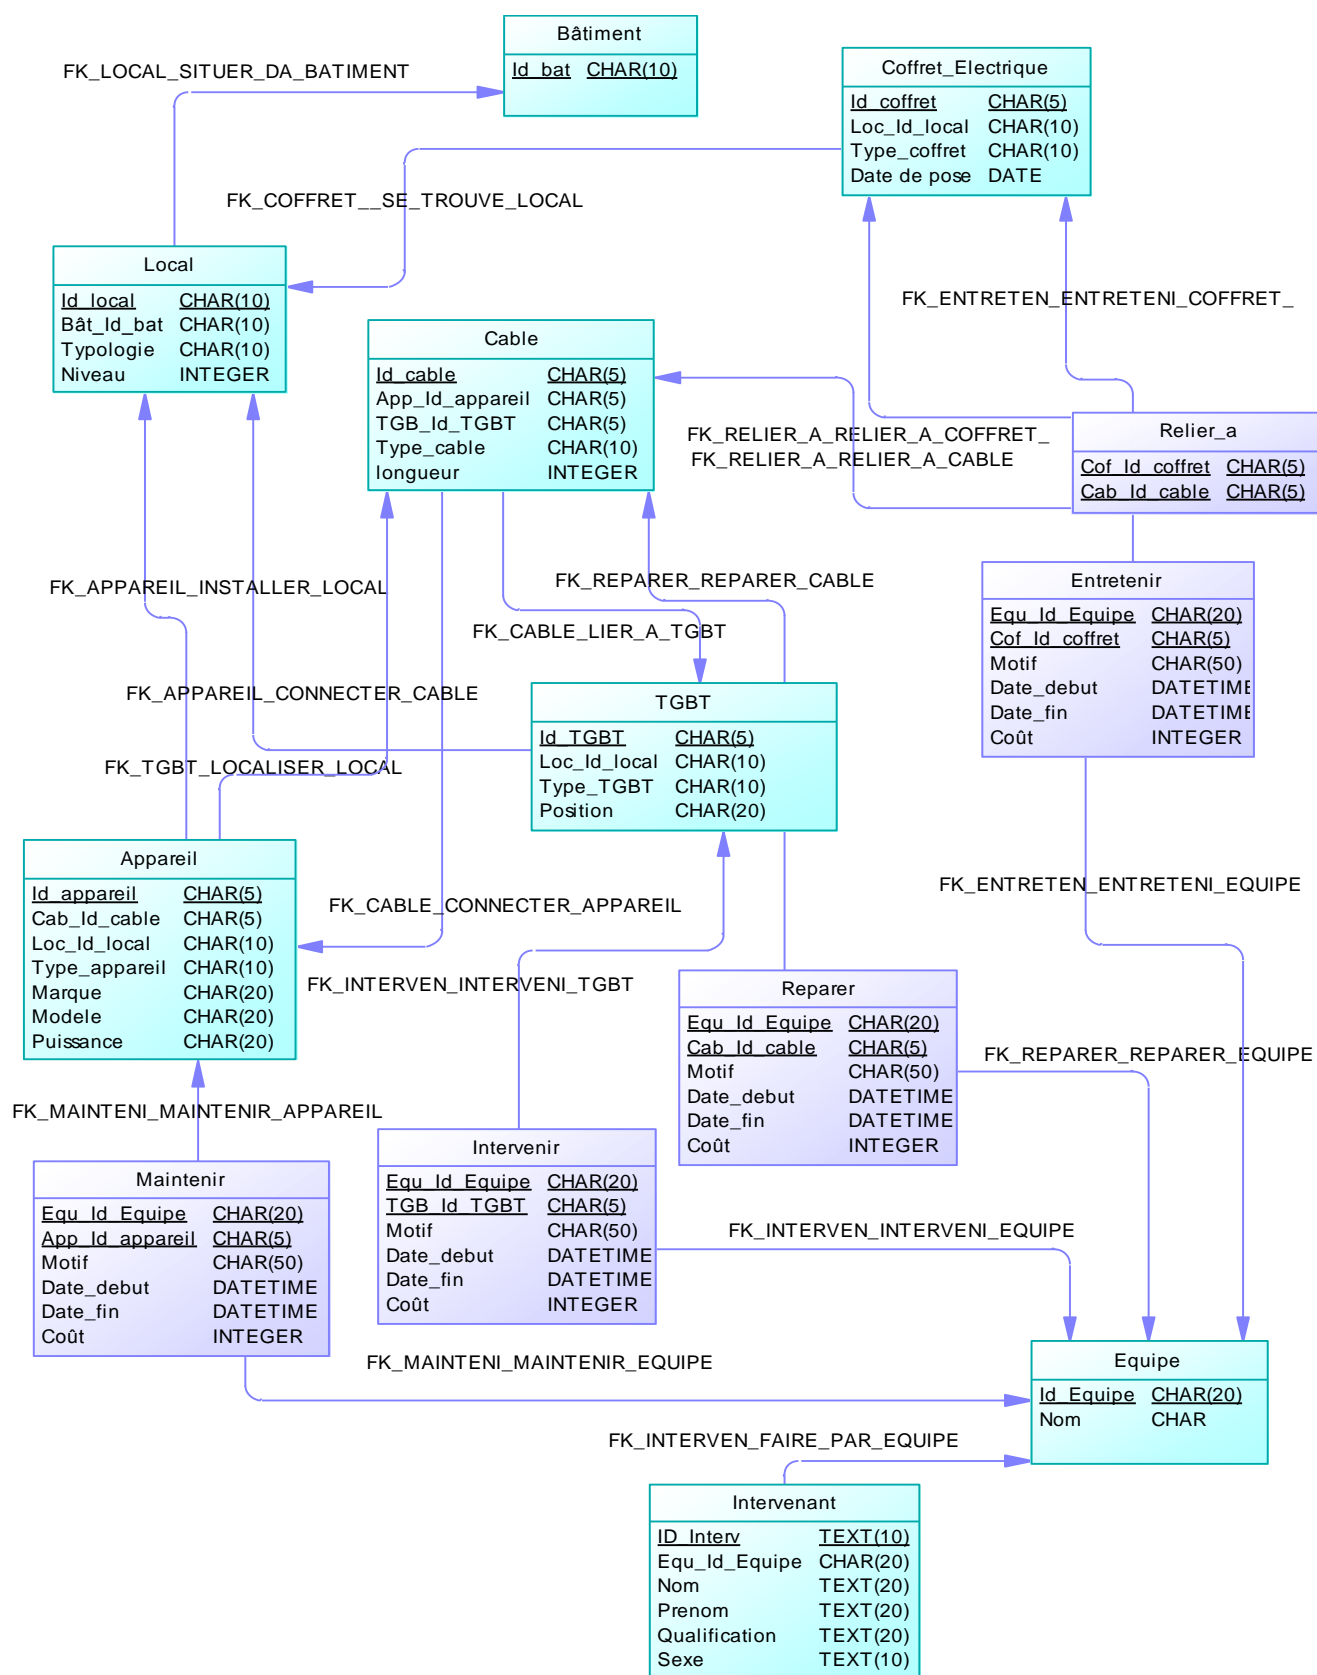 Bâtiment
Id_bat CHAR(10)
FK_LOCAL_SITUER_DA_BATIMENT
Coffret_Electrique
Id_coffret CHAR(5)
Loc_Id_local CHAR(10)
Type_coffret CHAR(10)
Date de pose DATE
FK_COFFRET__SE_TROUVE_LOCAL
Local
Id_local CHAR(10)
Bât_Id_bat CHAR(10)
Typologie CHAR(10)
Niveau INTEGER
FK_ENTRETEN_ENTRETENI_COFFRET_
Cable
Id_cable CHAR(5)
App_Id_appareil CHAR(5)
TGB_Id_TGBT CHAR(5)
Type_cable CHAR(10)
longueur INTEGER
FK_RELIER_A_RELIER_A_COFFRET_
FK_RELIER_A_RELIER_A_CABLE
Relier_a
Cof_Id_coffret CHAR(5)
Cab_Id_cable CHAR(5)
FK_APPAREIL_INSTALLER_LOCAL
FK_REPARER_REPARER_CABLE
FK_CABLE_LIER_A_TGBT
Entretenir
Equ_Id_Equipe CHAR(20)
Cof_Id_coffret CHAR(5)
Motif CHAR(50)
Date_debut DATETIME
Date_fin DATETIME
Coût INTEGER
FK_APPAREIL_CONNECTER_CABLE
TGBT
Id_TGBT CHAR(5)
Loc_Id_local CHAR(10)
Type_TGBT CHAR(10)
Position CHAR(20)
FK_TGBT_LOCALISER_LOCAL
Appareil
Id_appareil CHAR(5)
Cab_Id_cable CHAR(5)
Loc_Id_local CHAR(10)
Type_appareil CHAR(10)
Marque CHAR(20)
Modele CHAR(20)
Puissance CHAR(20)
FK_CABLE_CONNECTER_APPAREIL
FK_ENTRETEN_ENTRETENI_EQUIPE
FK_INTERVEN_INTERVENI_TGBT
Reparer
Equ_Id_Equipe CHAR(20)
Cab_Id_cable CHAR(5)
Motif CHAR(50)
Date_debut DATETIME
Date_fin DATETIME
Coût INTEGER
FK_REPARER_REPARER_EQUIPE
FK_MAINTENI_MAINTENIR_APPAREIL
Maintenir
Equ_Id_Equipe CHAR(20)
App_Id_appareil CHAR(5)
Motif CHAR(50)
Date_debut DATETIME
Date_fin DATETIME
Coût INTEGER
Intervenir
Equ_Id_Equipe CHAR(20)
TGB_Id_TGBT CHAR(5)
Motif CHAR(50)
Date_debut DATETIME
Date_fin DATETIME
Coût INTEGER
FK_INTERVEN_INTERVENI_EQUIPE
FK_MAINTENI_MAINTENIR_EQUIPE
Equipe
Id_Equipe CHAR(20)
Nom CHAR
FK_INTERVEN_FAIRE_PAR_EQUIPE
Intervenant
ID_Interv TEXT(10)
Equ_Id_Equipe CHAR(20)
Nom TEXT(20)
Prenom TEXT(20)
Qualification TEXT(20)
Sexe TEXT(10)